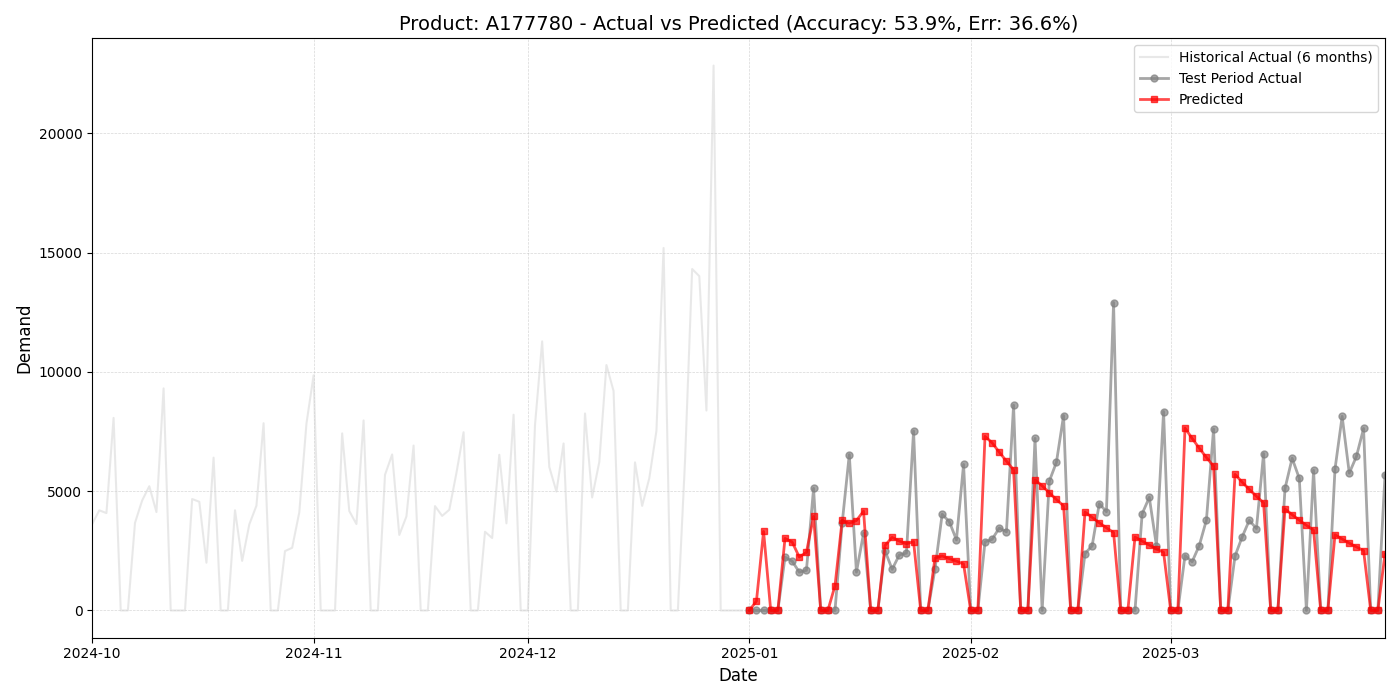 Product: A177780 - Actual vs Predicted (Accuracy: 53.9%, Err: 36.6%)
Historical Actual (6 months)
Test Period Actual
Predicted
Demand
20000
15000
10000
5000
0
2024-10
2024-11
2024-12
2025-01
2025-02
2025-03
Date